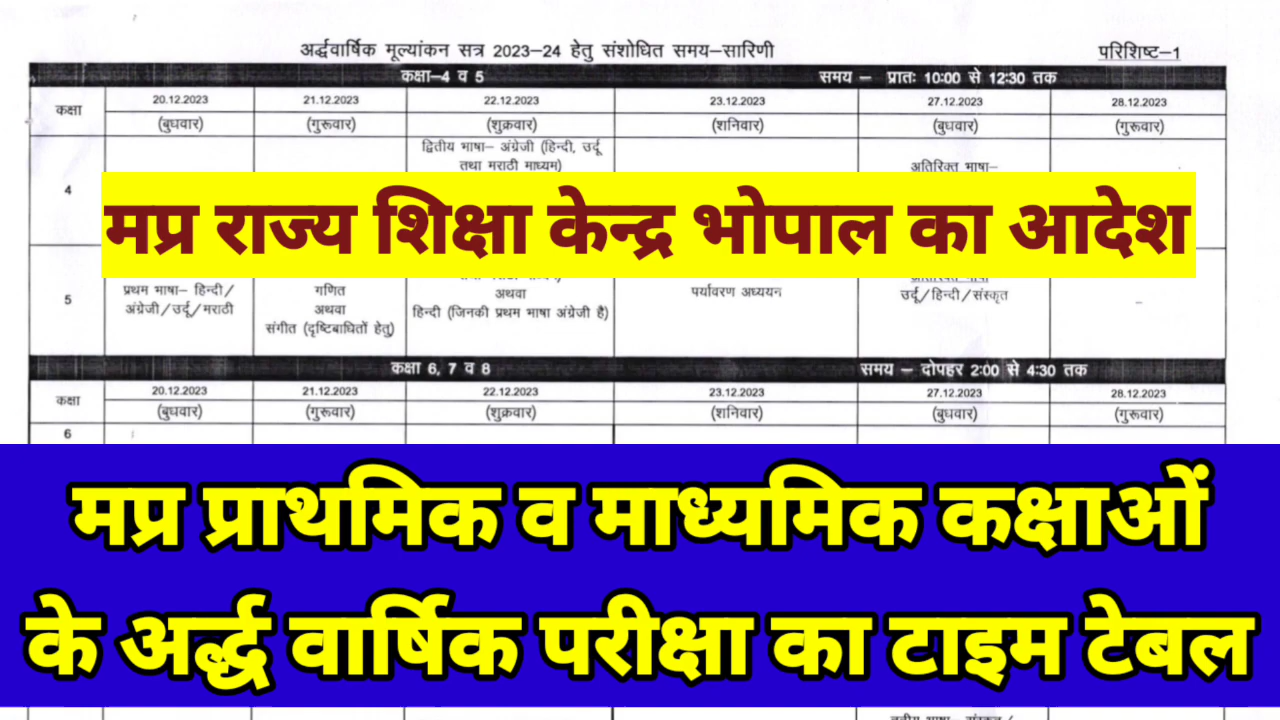 अर्द्धवार्षिक मूल्यांकन सत्र 2023–24 हेतु संशोधित समय–सारिणी
परिशिष्ट–1
कक्षा–4 व 5 समय – प्रातः 10:00 से 12:30 तक
कक्षा 20.12.2023 21.12.2023 22.12.2023 23.12.2023 27.12.2023 28.12.2023
(बुधवार) (गुरूवार) (शुक्रवार) (शनिवार) (बुधवार) (गुरूवार)
द्वितीय भाषा– अंग्रेजी (हिन्दी, उर्दू
तथा मराठी माध्यम)
अतिरिक्त भाषा–
4
मप्र राज्य शिक्षा केन्द्र भोपाल का आदेश
5
प्रथम भाषा– हिन्दी/
अंग्रेजी/उर्दू/मराठी
गणित
अथवा
संगीत (दृष्टिबाधितों हेतु)
अथवा
हिन्दी (जिनकी प्रथम भाषा अंग्रेजी है)
पर्यावरण अध्ययन
उर्दू/हिन्दी/संस्कृत
–
कक्षा 6, 7 व 8 समय – दोपहर 2:00 से 4:30 तक
कक्षा 20.12.2023 21.12.2023 22.12.2023 23.12.2023 27.12.2023 28.12.2023
(बुधवार) (गुरूवार) (शुक्रवार) (शनिवार) (बुधवार) (गुरूवार)
6
मप्र प्राथमिक व माध्यमिक कक्षाओं
के अर्द्ध वार्षिक परीक्षा का टाइम टेबल